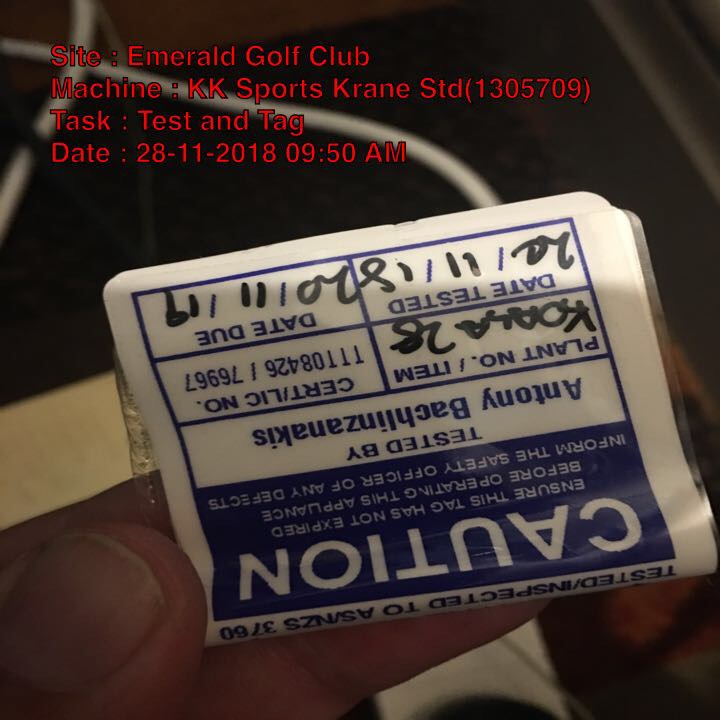 Site : Emerald Golf Club
Machine : KK Sports Krane Std(1305709)
Task : Test and Tag
Date : 28-11-2018 09:50 AM
TESTED/INSPECTED TO AS/NZS 3760
CAUTION
ENSURE THIS TAG HAS NOT EXPIRED
BEFORE OPERATING THIS APPLIANCE
INFORM THE SAFETY OFFICER OF ANY DEFECTS
TESTED BY
Antony Bachlinzanakis
PLANT NO. / ITEM CERT/LIC NO.
KOALA 28 TTT08426 / 76967
DATE TESTED DATE DUE
20/11/18 20/11/19